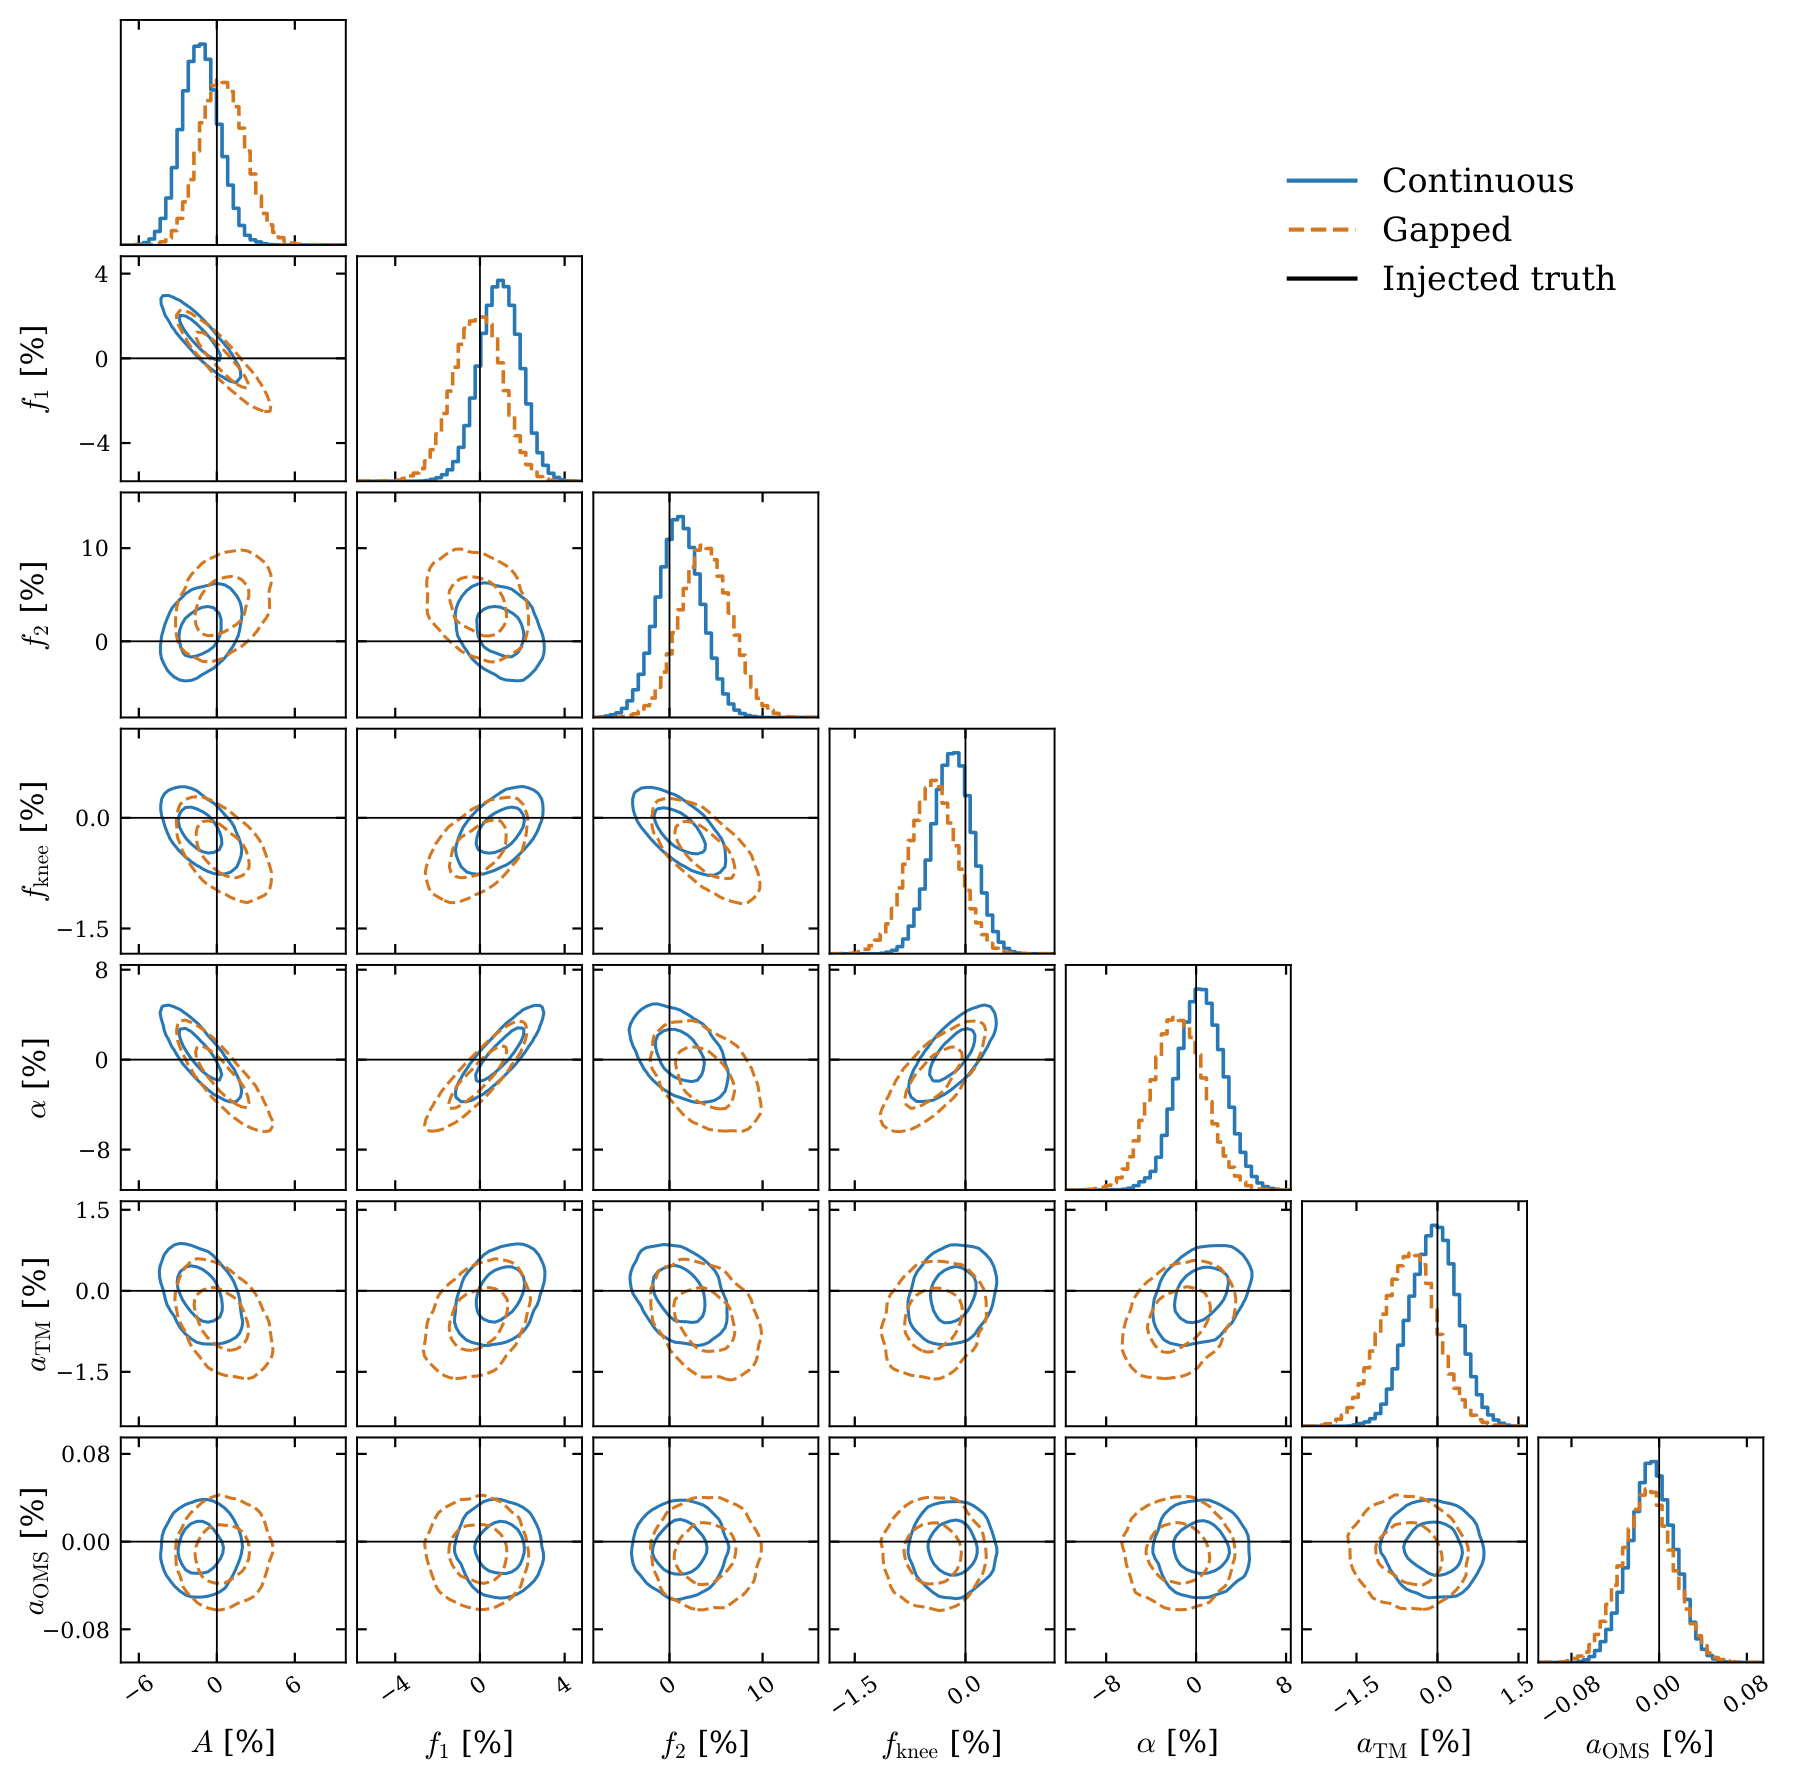 Continuous
Gapped
Injected truth
4
0
−4
f1 [%]
10
0
f2 [%]
0.0
−1.5
fknee [%]
8
0
−8
α [%]
1.5
0.0
−1.5
aTM [%]
0.08
0.00
−0.08
aOMS [%]
−6 0 6 −4 0 4 0 10 −1.5 0.0 −8 0 8 −1.5 0.0 1.5 −0.08 0.00 0.08
A [%] f1 [%] f2 [%] fknee [%] α [%] aTM [%] aOMS [%]